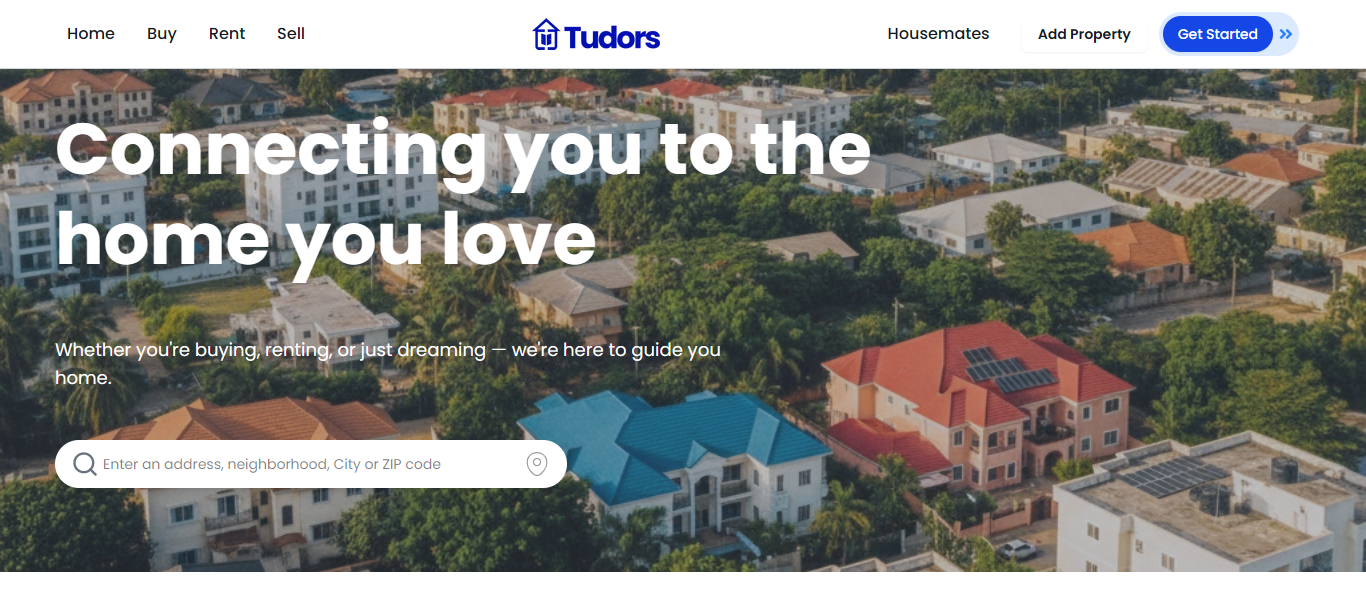 Home Buy Rent Sell Tudors Housemates Add Property Get Started
Connecting you to the
home you love
Whether you're buying, renting, or just dreaming — we're here to guide you
home.
Enter an address, neighborhood, City or ZIP code